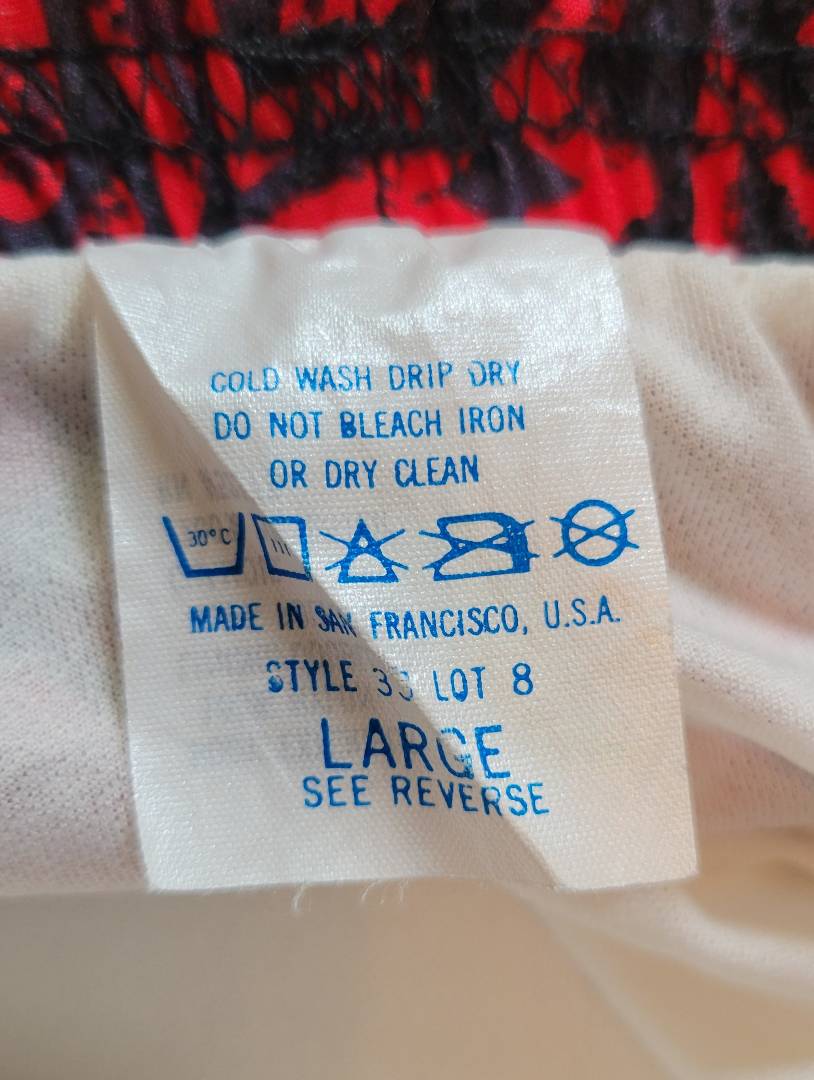 COLD WASH DRIP DRY
DO NOT BLEACH IRON
OR DRY CLEAN
30°C
MADE IN SAN FRANCISCO, U.S.A.
STYLE LOT 8
LARGE
SEE REVERSE